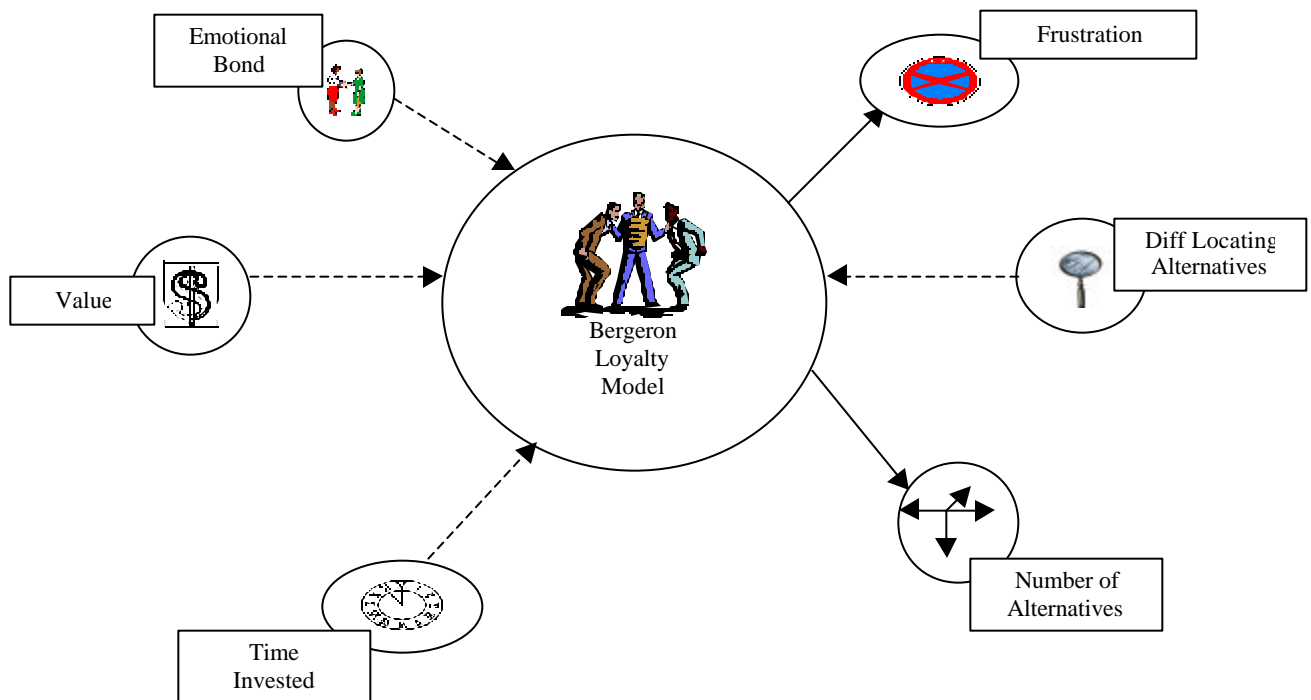 Emotional
Bond
Frustration
Value
Diff Locating
Alternatives
Bergeron
Loyalty
Model
Number of
Alternatives
Time
Invested